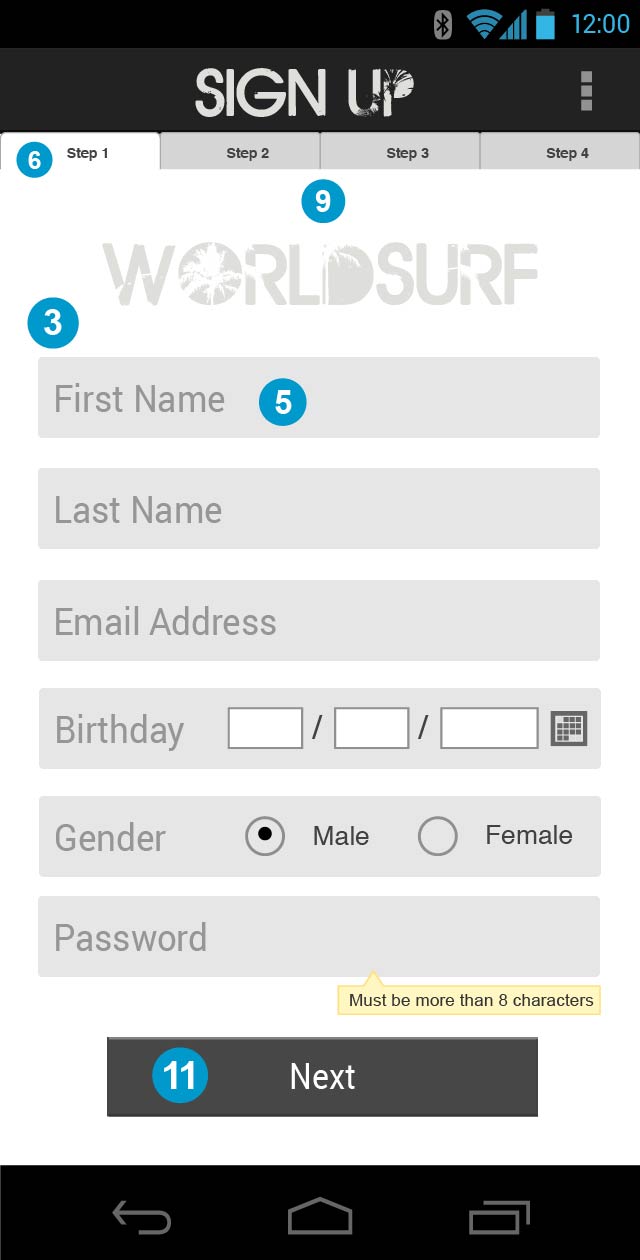 12:00
SIGN UP
6 Step 1 Step 2 Step 3 Step 4
9
WORLDSURF
3
First Name 5
Last Name
Email Address
Birthday / /
Gender Male Female
Password
Must be more than 8 characters
11 Next